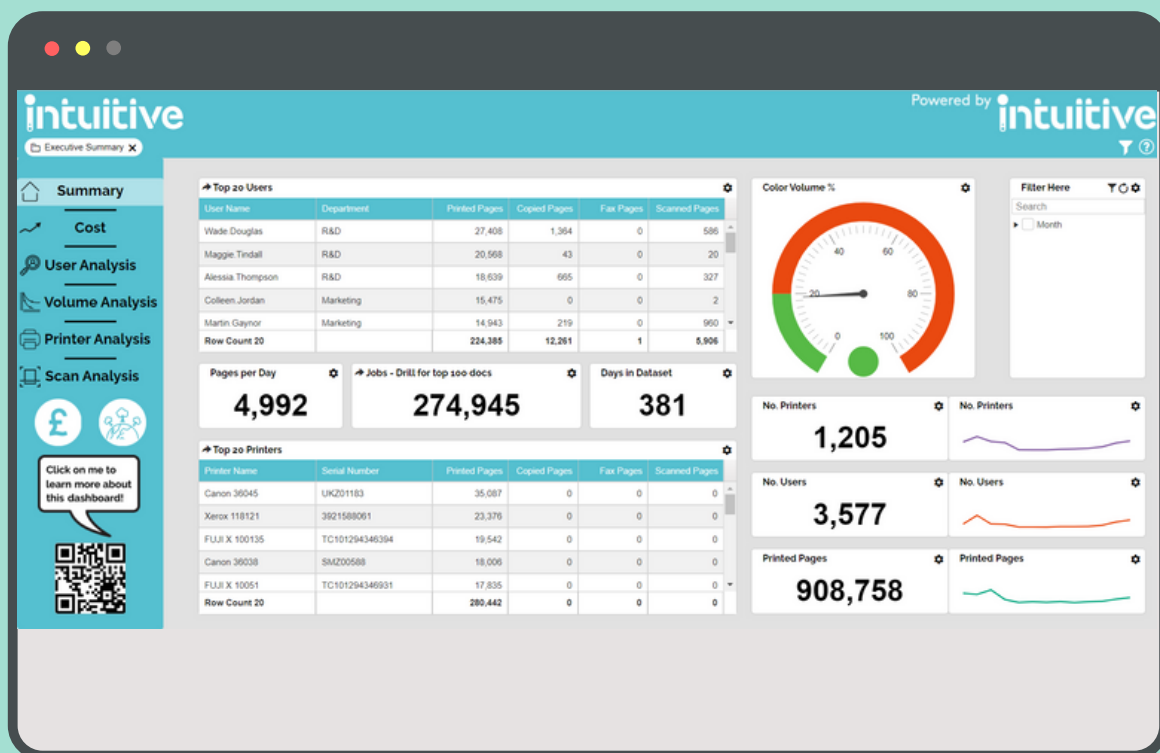 intuitive
Powered by intuitive
Executive Summary X
Summary
Cost
User Analysis
Volume Analysis
Printer Analysis
Scan Analysis
£
Click on me to
learn more about
this dashboard!
Top 20 Users
User Name Department Printed Pages Copied Pages Fax Pages Scanned Pages
Wade.Douglas R&D 27,408 1,364 0 586
Maggie.Tindall R&D 20,568 43 0 20
Alessia.Thompson R&D 18,639 665 0 327
Colleen.Jordan Marketing 15,475 0 0 2
Martin Gaynor Marketing 14,943 219 0 960
Row Count 20 224,385 12,261 1 5,906
Pages per Day
4,992
Jobs - Drill for top 100 docs
274,945
Days in Dataset
381
Top 20 Printers
Printer Name Serial Number Printed Pages Copied Pages Fax Pages Scanned Pages
Canon 36045 UKZ01183 35,087 0 0 0
Xerox 118121 3921588061 23,376 0 0 0
FUJI X 100135 TC101294346394 19,542 0 0 0
Canon 36038 SMZ00588 18,006 0 0 0
FUJI X 10051 TC101294346931 17,835 0 0 0
Row Count 20 280,442 0 0 0
Color Volume %
40 60
20 80
0 100
Filter Here
Search
Month
No. Printers
1,205
No. Printers
No. Users
3,577
No. Users
Printed Pages
908,758
Printed Pages